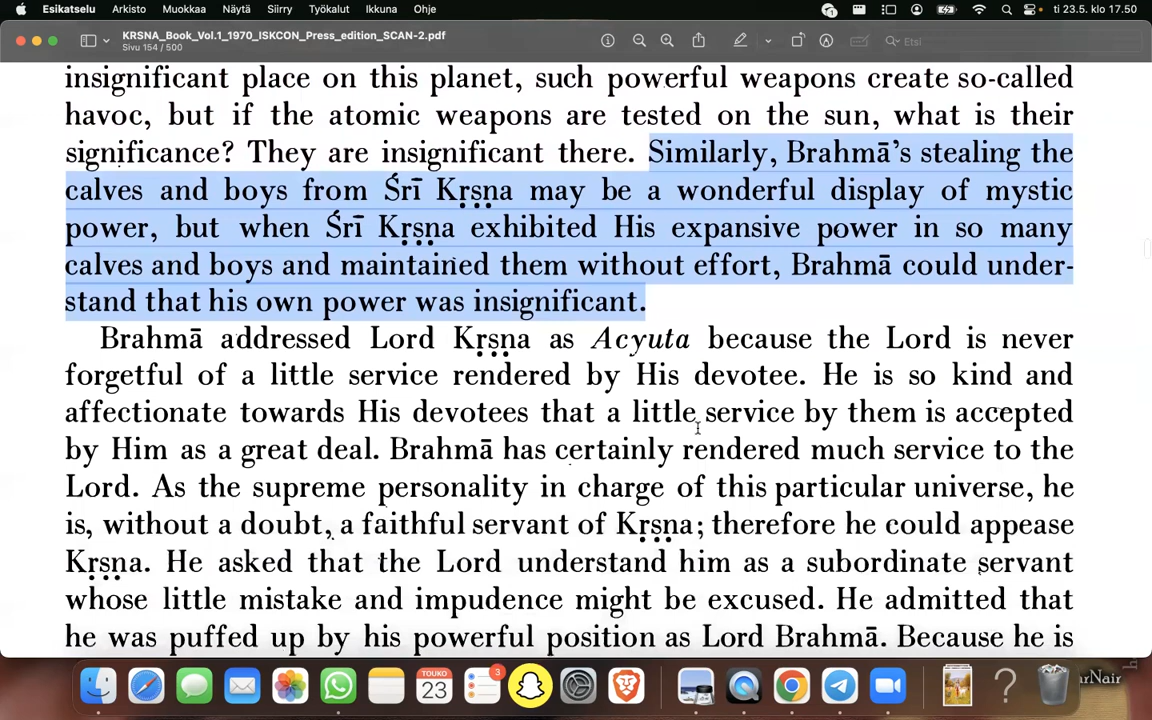 Esikatselu Arkisto Muokkaa Näytä Siirry Työkalut Ikkuna Ohje 1 ti 23.5. klo 17.50
KRSNA_Book_Vol.1_1970_ISKCON_Press_edition_SCAN-2.pdf
Sivu 154 / 500
Etsi
insignificant place on this planet, such powerful weapons create so-called
havoc, but if the atomic weapons are tested on the sun, what is their
significance? They are insignificant there. Similarly, Brahmā's stealing the
calves and boys from Śrī Kṛṣṇa may be a wonderful display of mystic
power, but when Śrī Kṛṣṇa exhibited His expansive power in so many
calves and boys and maintained them without effort, Brahmā could under-
stand that his own power was insignificant.
Brahmā addressed Lord Kṛṣṇa as Acyuta because the Lord is never
forgetful of a little service rendered by His devotee. He is so kind and
affectionate towards His devotees that a little service by them is accepted
by Him as a great deal. Brahmā has certainly rendered much service to the
Lord. As the supreme personality in charge of this particular universe, he
is, without a doubt, a faithful servant of Kṛṣṇa; therefore he could appease
Kṛṣṇa. He asked that the Lord understand him as a subordinate servant
whose little mistake and impudence might be excused. He admitted that
he was puffed up by his powerful position as Lord Brahmā. Because he is
TOUKO
23
3